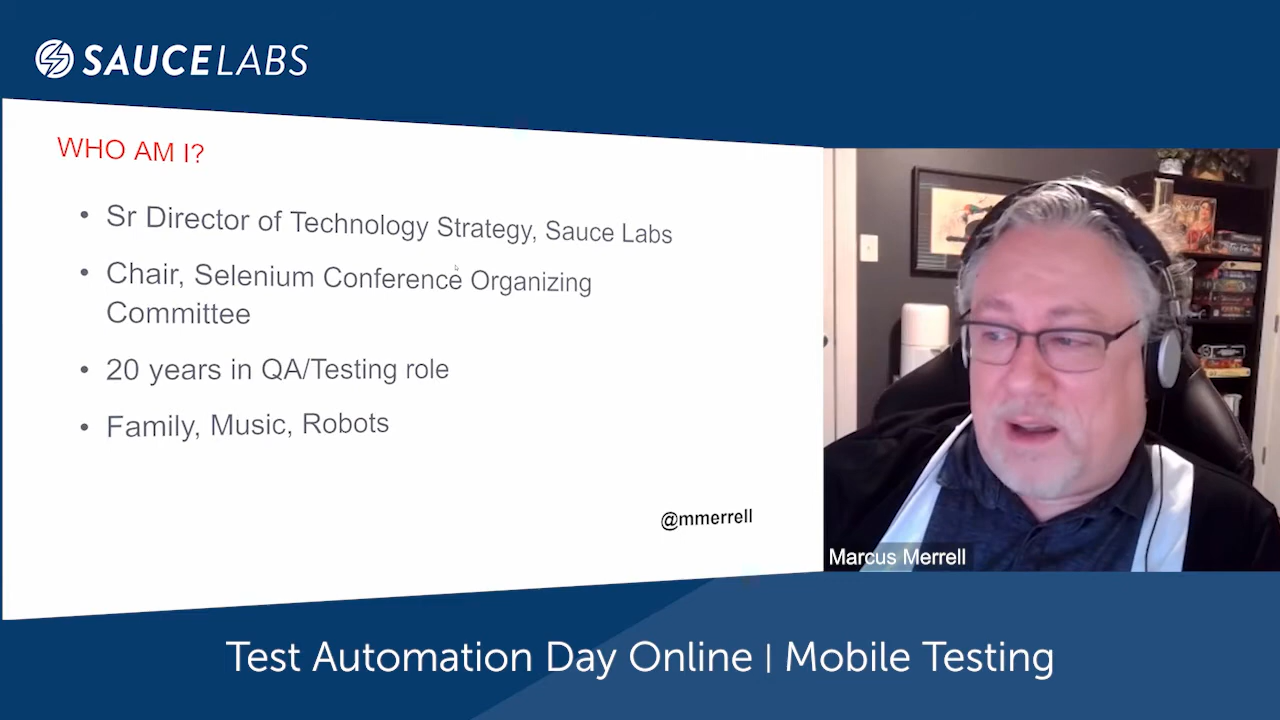 SAUCE LABS
WHO AM I?
• Sr Director of Technology Strategy, Sauce Labs
• Chair, Selenium Conference Organizing
Committee
• 20 years in QA/Testing role
• Family, Music, Robots
@mmerrell
Marcus Merrell
Test Automation Day Online | Mobile Testing